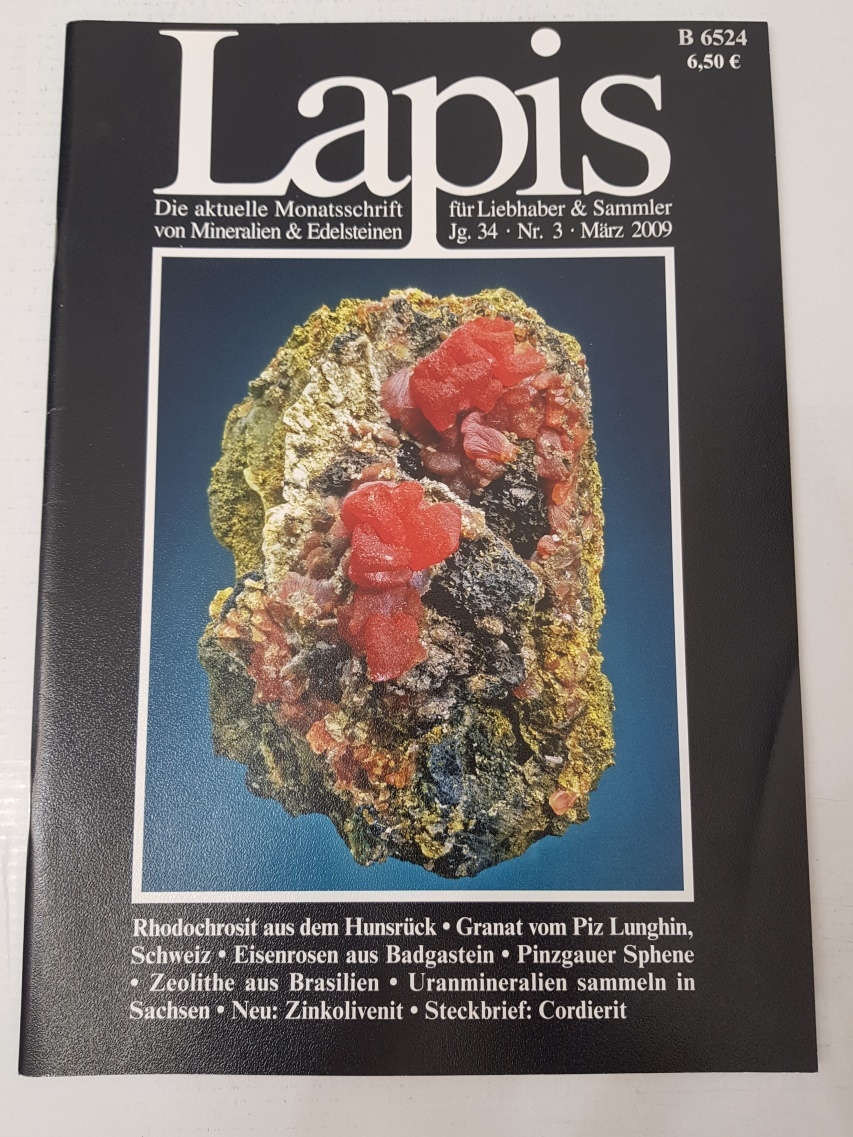 Lapis
B 6524
6,50 €
Die aktuelle Monatsschrift
von Mineralien & Edelsteinen
für Liebhaber & Sammler
Jg. 34 · Nr. 3 · März 2009
Rhodochrosit aus dem Hunsrück • Granat vom Piz Lunghin,
Schweiz • Eisenrosen aus Badgastein • Pinzgauer Sphene
• Zeolithe aus Brasilien • Uranmineralien sammeln in
Sachsen • Neu: Zinkolivenit • Steckbrief: Cordierit